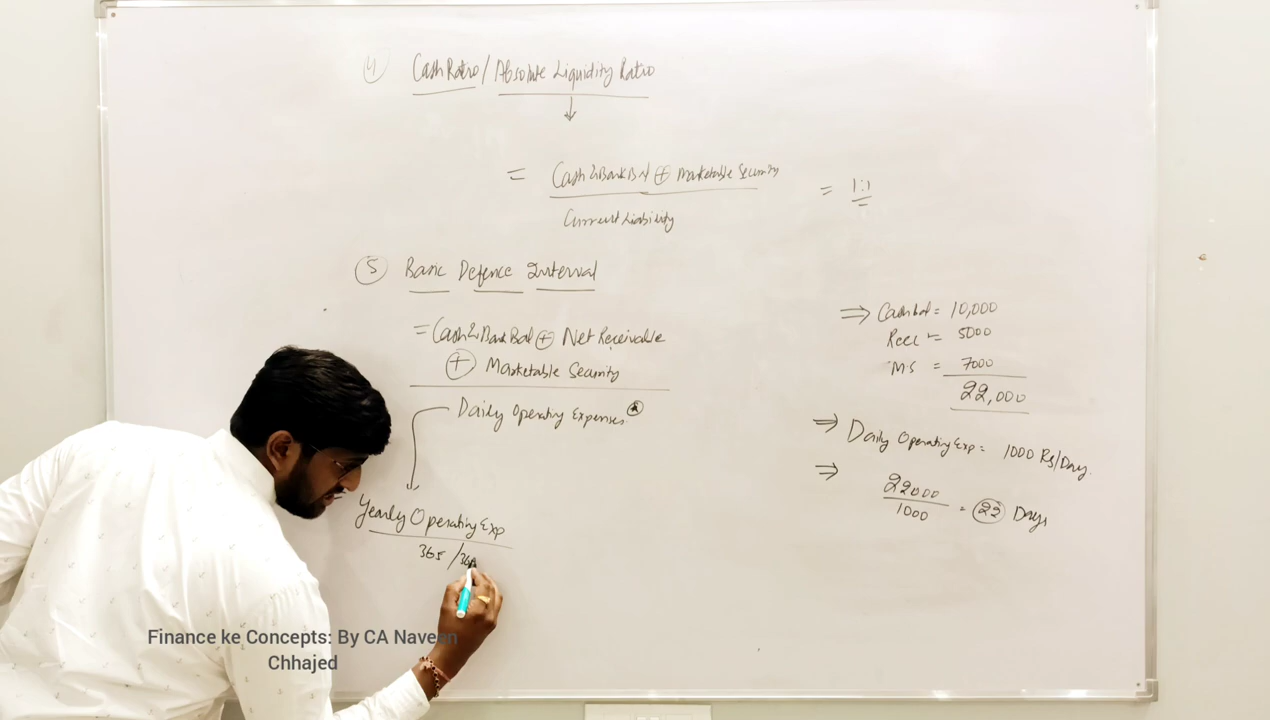 4) Cash Ratio / Absolute Liquidity Ratio
= Cash & Bank Bal + Marketable Security
Current Liability
= 1:1
5 Basic Defence Interval
= Cash & Bank Bal + Net Receivable
+ Marketable Security
Daily Operating Expenses
Yearly Operating Exp
365 / 360
⇒ Cash bal = 10,000
Rec = 5000
M.S = 7000
22,000
⇒ Daily Operating Exp = 1000 Rs/Day.
⇒ 22000
1000
= 22 Days
Finance ke Concepts: By CA Naveen
Chhajed